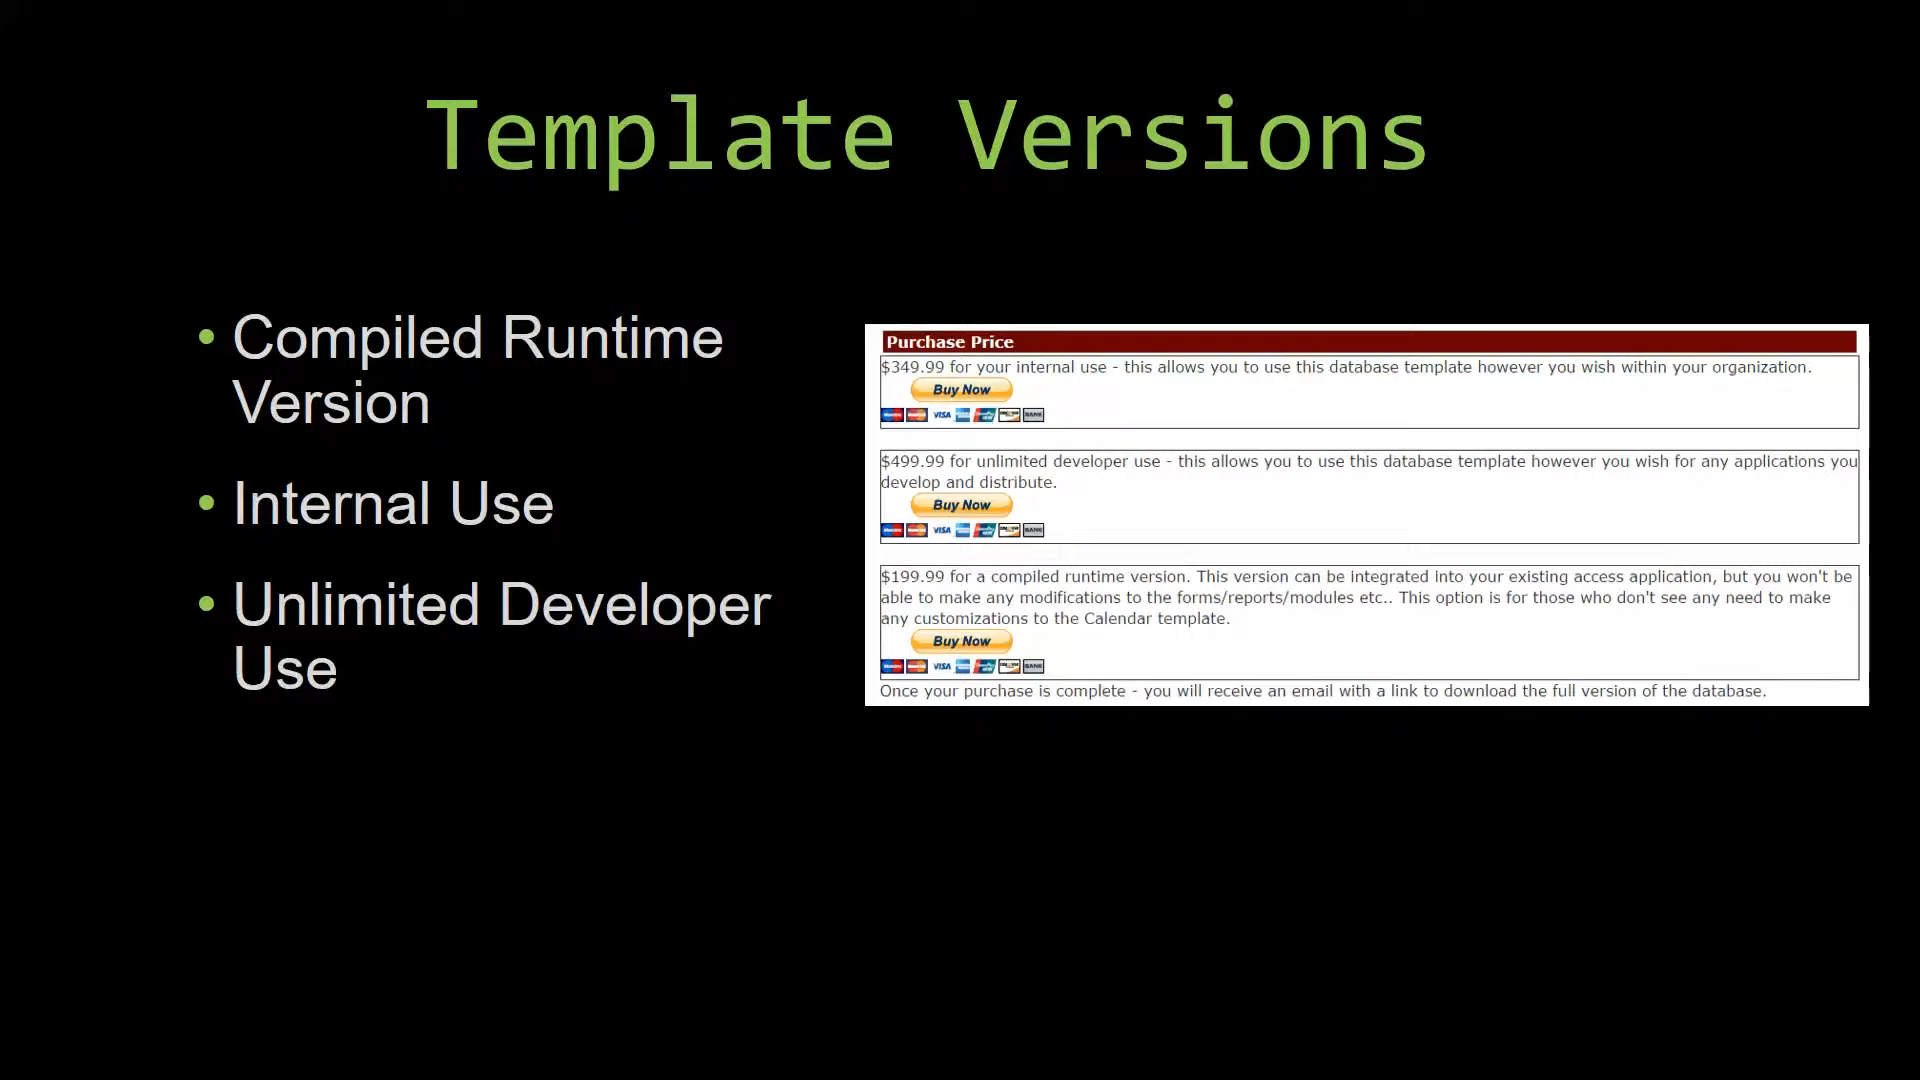 Template Versions
• Compiled Runtime
Version
• Internal Use
• Unlimited Developer
Use
Purchase Price
$349.99 for your internal use - this allows you to use this database template however you wish within your organization.
Buy Now
VISA BANK
$499.99 for unlimited developer use - this allows you to use this database template however you wish for any applications you
develop and distribute.
Buy Now
VISA BANK
$199.99 for a compiled runtime version. This version can be integrated into your existing access application, but you won't be
able to make any modifications to the forms/reports/modules etc.. This option is for those who don't see any need to make
any customizations to the Calendar template.
Buy Now
VISA BANK
Once your purchase is complete - you will receive an email with a link to download the full version of the database.